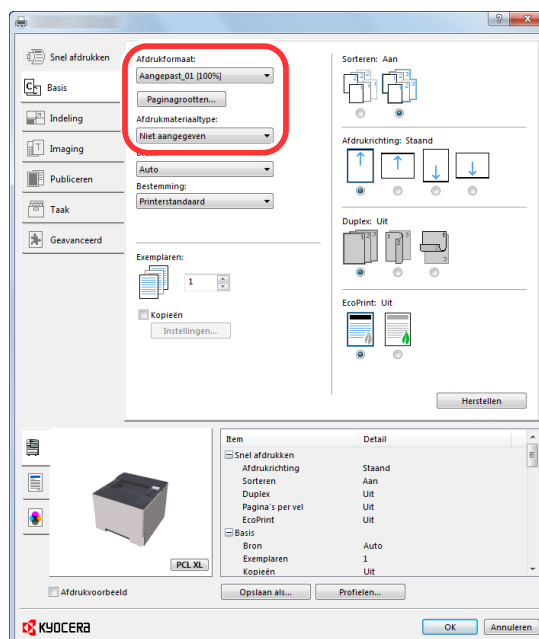 Snel afdrukken
Basis
Indeling
Imaging
Publiceren
Taak
Geavanceerd
Afdrukformaat:
Aangepast_01 [100%]
Paginagrootten...
Afdrukmateriaaltype:
Niet aangegeven
Auto
Bestemming:
Printerstandaard
Exemplaren:
1
Kopieën
Instellingen...
Sorteren: Aan
Afdrukrichting: Staand
Duplex: Uit
EcoPrint: Uit
Herstellen
PCL XL
Afdrukvoorbeeld
Item Detail
Snel afdrukken
Afdrukrichting Staand
Sorteren Aan
Duplex Uit
Pagina's per vel Uit
EcoPrint Uit
Basis
Bron Auto
Exemplaren 1
Kopieën Uit
Opslaan als... Profielen...
KYOCERA
OK Annuleren